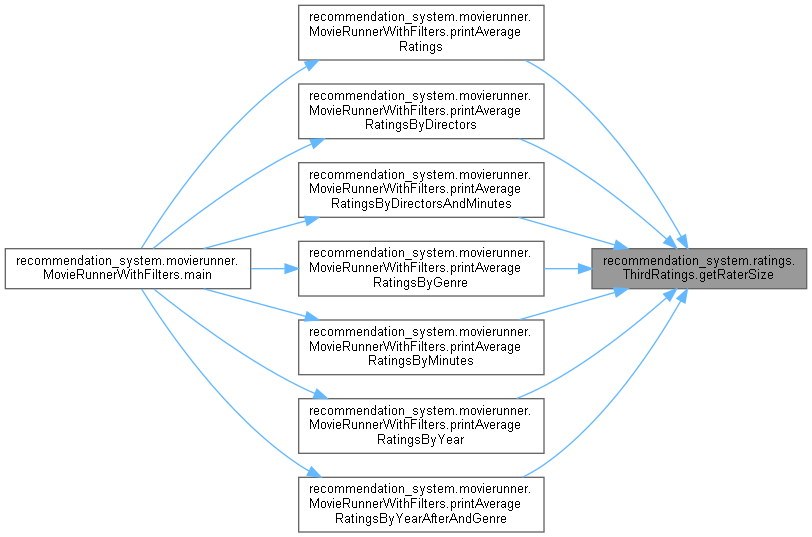 recommendation_system.movierunner.
MovieRunnerWithFilters.printAverage
Ratings
recommendation_system.movierunner.
MovieRunnerWithFilters.printAverage
RatingsByDirectors
recommendation_system.movierunner.
MovieRunnerWithFilters.printAverage
RatingsByDirectorsAndMinutes
recommendation_system.movierunner.
MovieRunnerWithFilters.main
recommendation_system.movierunner.
MovieRunnerWithFilters.printAverage
RatingsByGenre
recommendation_system.ratings.
ThirdRatings.getRaterSize
recommendation_system.movierunner.
MovieRunnerWithFilters.printAverage
RatingsByMinutes
recommendation_system.movierunner.
MovieRunnerWithFilters.printAverage
RatingsByYear
recommendation_system.movierunner.
MovieRunnerWithFilters.printAverage
RatingsByYearAfterAndGenre